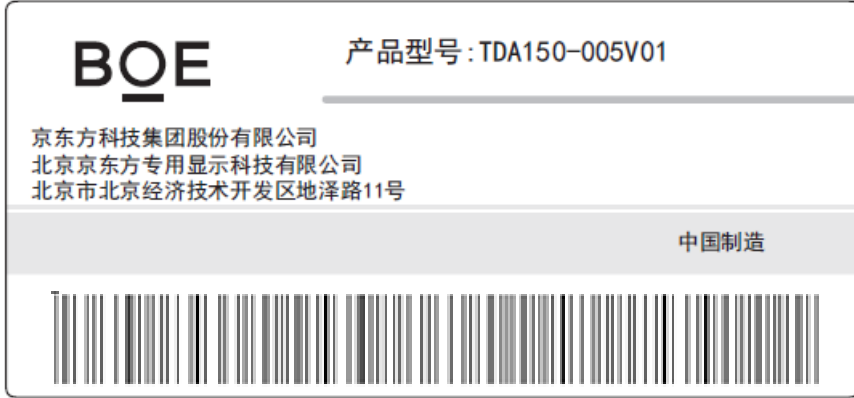 BOE
产品型号:TDA150-005V01
京东方科技集团股份有限公司
北京京东方专用显示科技有限公司
北京市北京经济技术开发区地泽路11号
中国制造